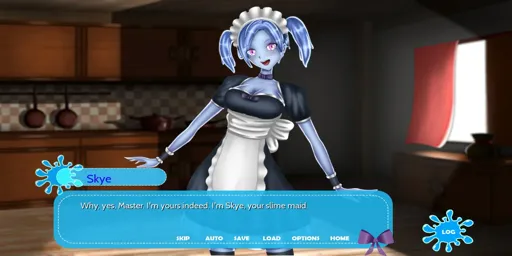 Skye
Why, yes, Master. I'm yours indeed. I'm Skye, your slime maid.
SKIP AUTO SAVE LOAD OPTIONS HOME
LOG